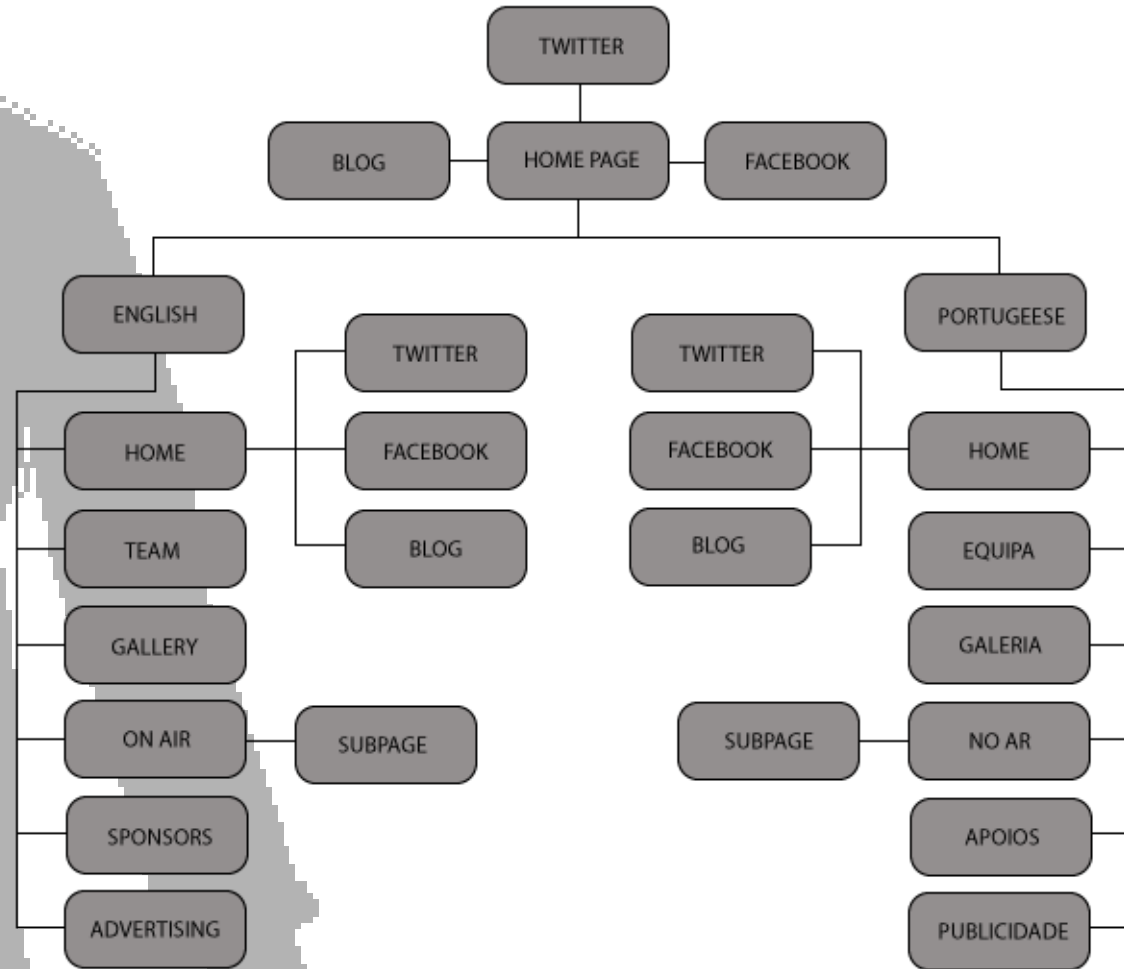 TWITTER
BLOG
HOME PAGE
FACEBOOK
ENGLISH
PORTUGEESE
TWITTER
FACEBOOK
BLOG
TWITTER
FACEBOOK
BLOG
HOME
TEAM
GALLERY
ON AIR
SUBPAGE
SPONSORS
ADVERTISING
HOME
EQUIPA
GALERIA
SUBPAGE
NO AR
APOIOS
PUBLICIDADE